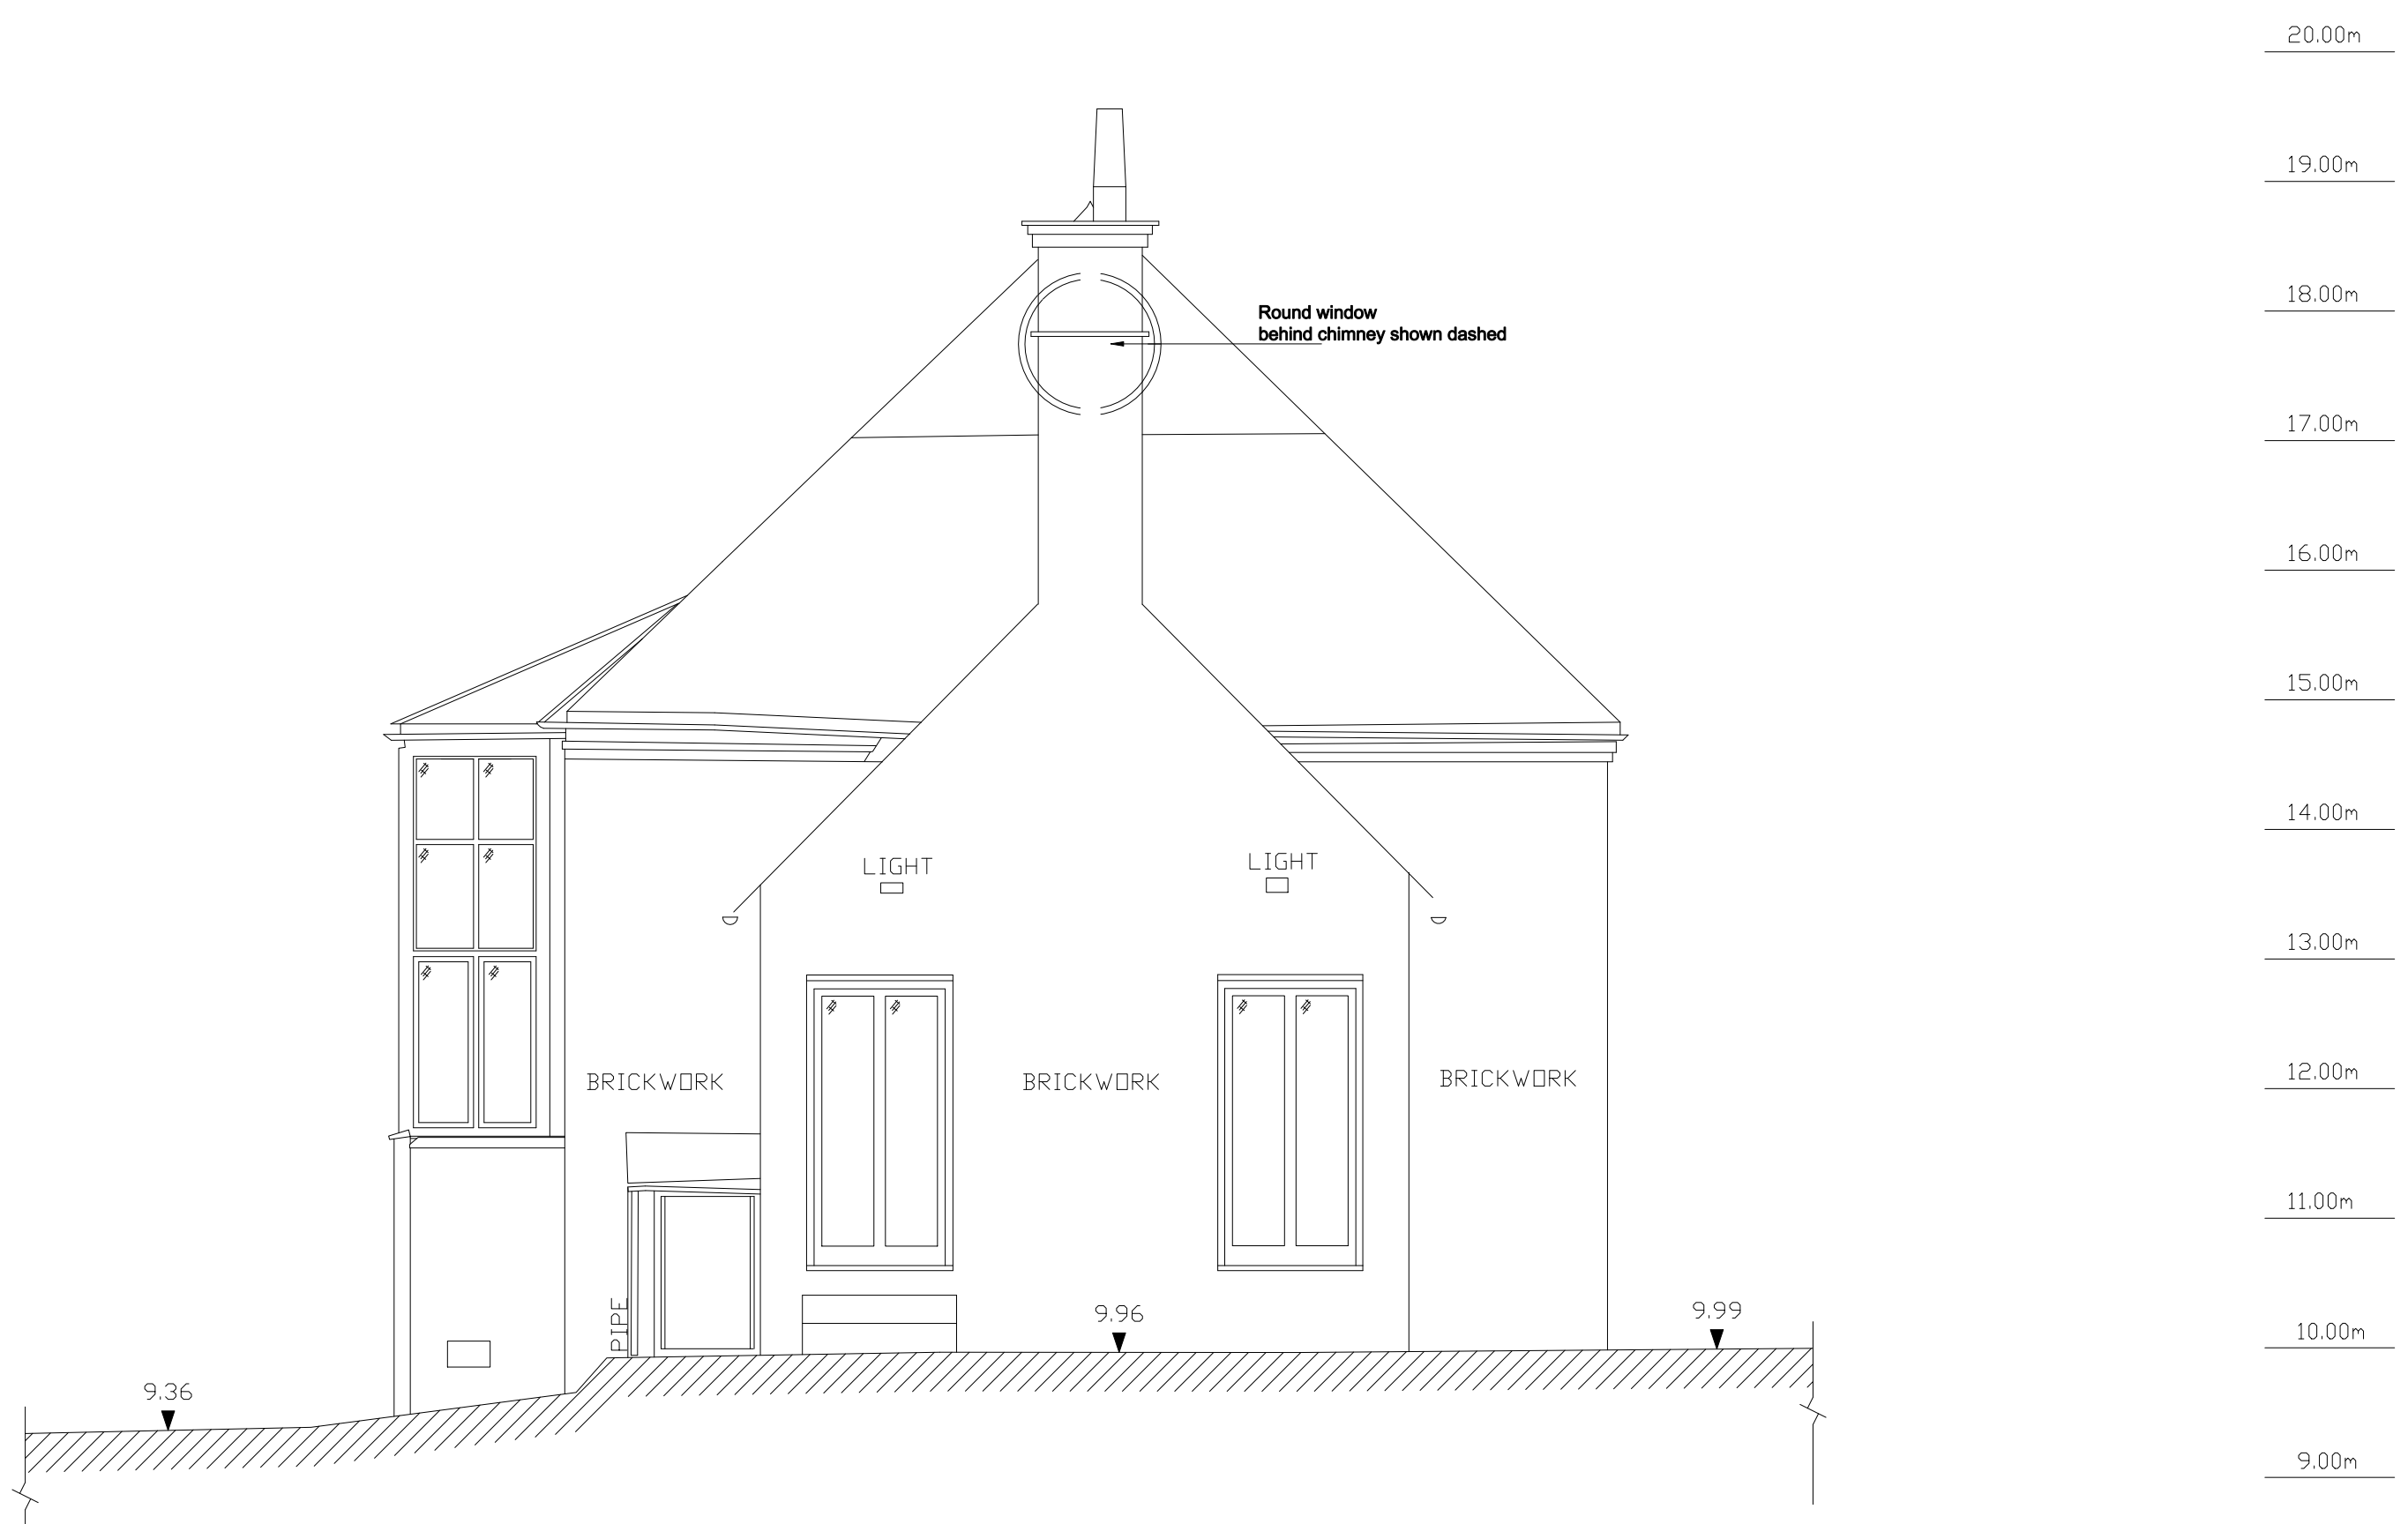 20.00m
19.00m
18.00m
Round window
behind chimney shown dashed
17.00m
16.00m
15.00m
14.00m
LIGHT
LIGHT
13.00m
12.00m
BRICKWORK
BRICKWORK
BRICKWORK
11.00m
PIPE
9.96
9.99
10.00m
9.36
9.00m